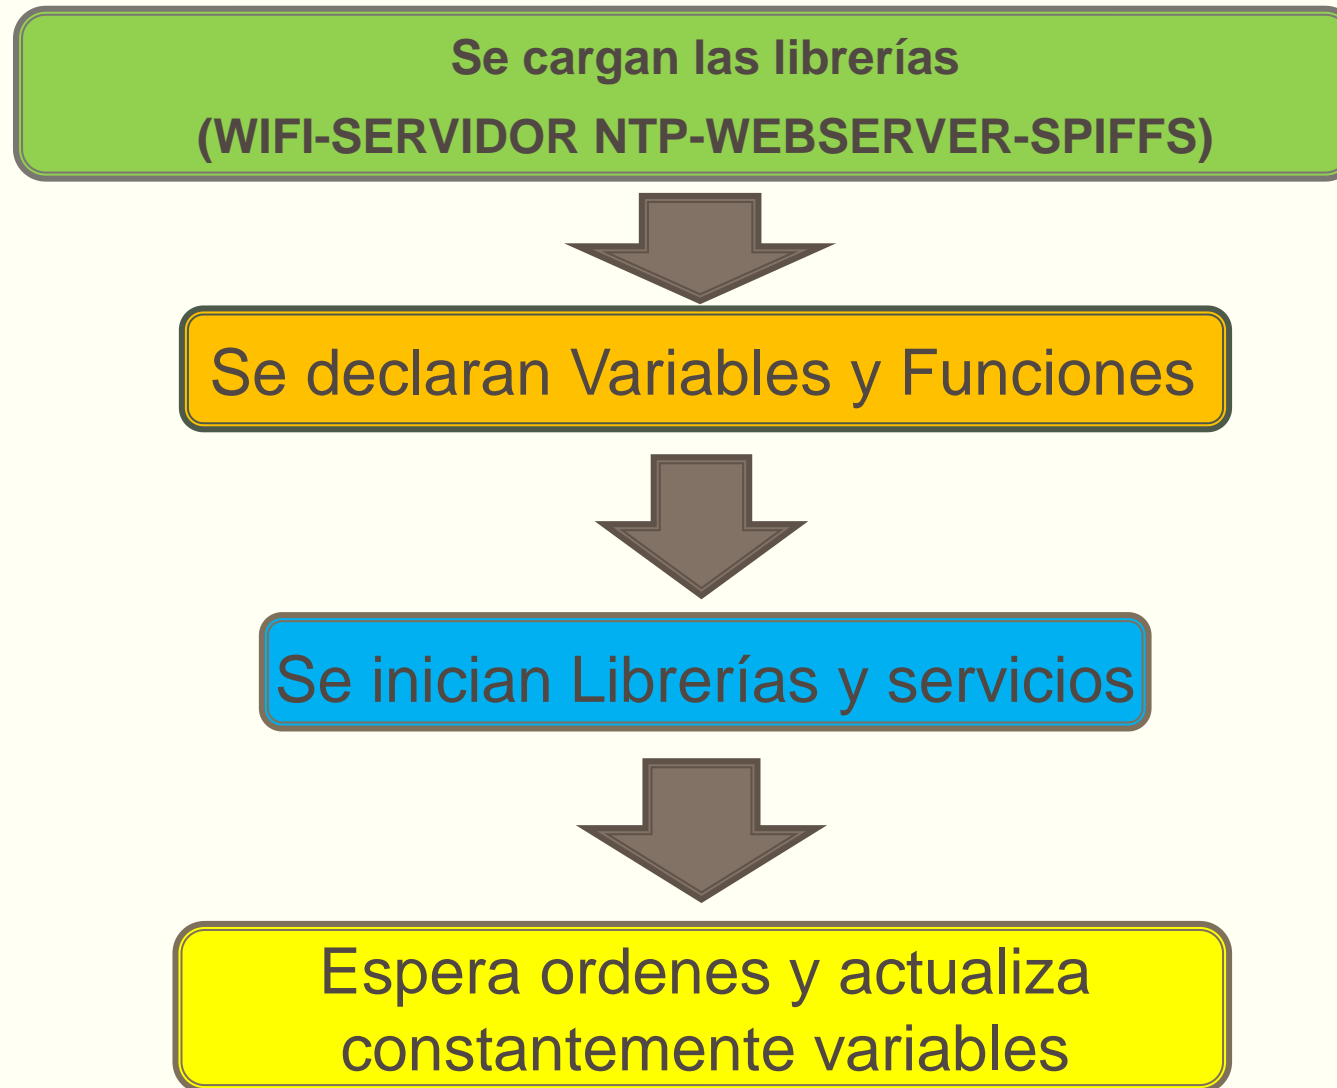 Se cargan las librerías
(WIFI-SERVIDOR NTP-WEBSERVER-SPIFFS)
Se declaran Variables y Funciones
Se inician Librerías y servicios
Espera ordenes y actualiza
constantemente variables